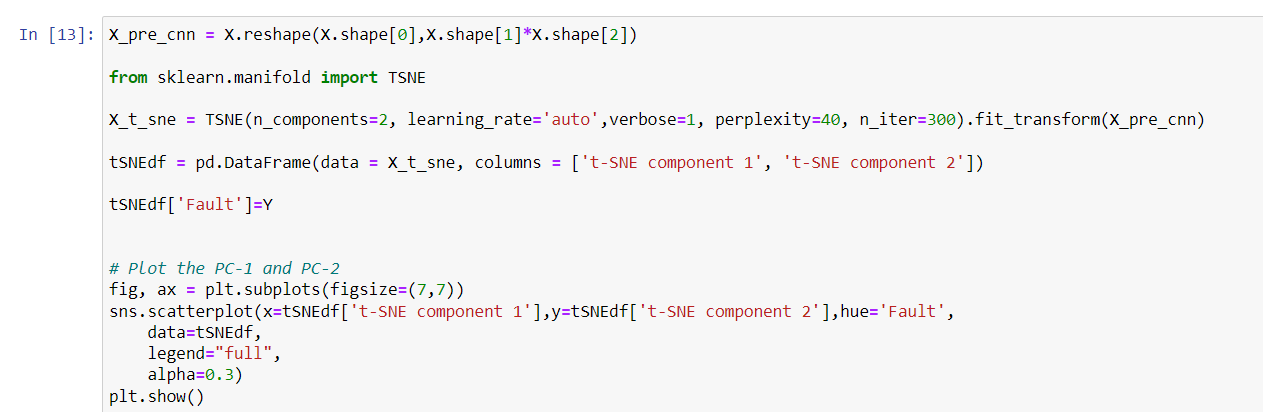 In [13]: X_pre_cnn = X.reshape(X.shape[0],X.shape[1]*X.shape[2])
from sklearn.manifold import TSNE
X_t_sne = TSNE(n_components=2, learning_rate='auto',verbose=1, perplexity=40, n_iter=300).fit_transform(X_pre_cnn)
tSNEdf = pd.DataFrame(data = X_t_sne, columns = ['t-SNE component 1', 't-SNE component 2'])
tSNEdf['Fault']=Y
# Plot the PC-1 and PC-2
fig, ax = plt.subplots(figsize=(7,7))
sns.scatterplot(x=tSNEdf['t-SNE component 1'],y=tSNEdf['t-SNE component 2'],hue='Fault',
    data=tSNEdf,
    legend="full",
    alpha=0.3)
plt.show()